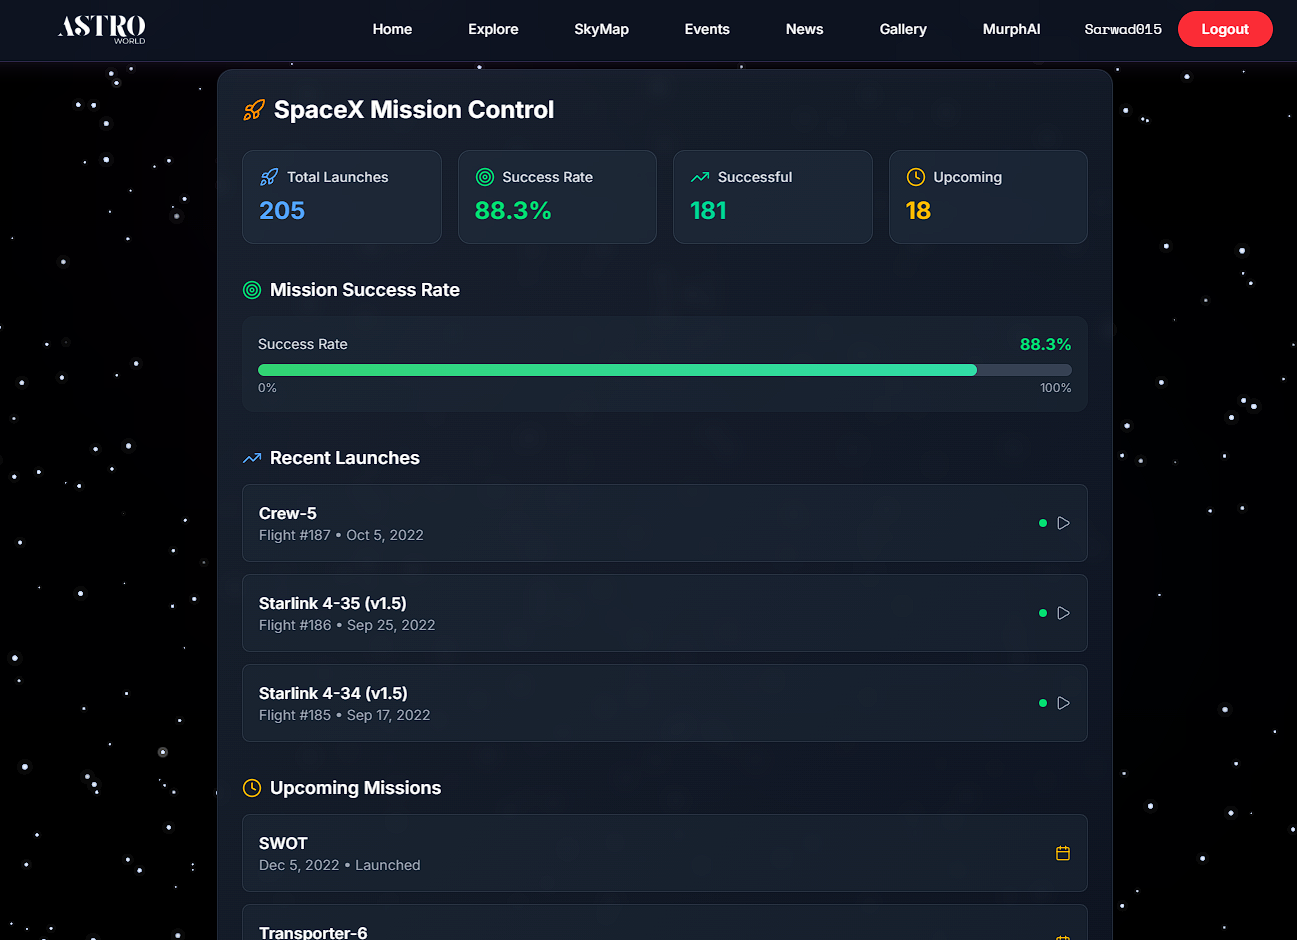 ASTRO
WORLD
Home Explore SkyMap Events News Gallery MurphAI Sarwad015 Logout
SpaceX Mission Control
Total Launches
205
Success Rate
88.3%
Successful
181
Upcoming
18
Mission Success Rate
Success Rate 88.3%
0% 100%
Recent Launches
Crew-5
Flight #187 • Oct 5, 2022
Starlink 4-35 (v1.5)
Flight #186 • Sep 25, 2022
Starlink 4-34 (v1.5)
Flight #185 • Sep 17, 2022
Upcoming Missions
SWOT
Dec 5, 2022 • Launched
Transporter-6